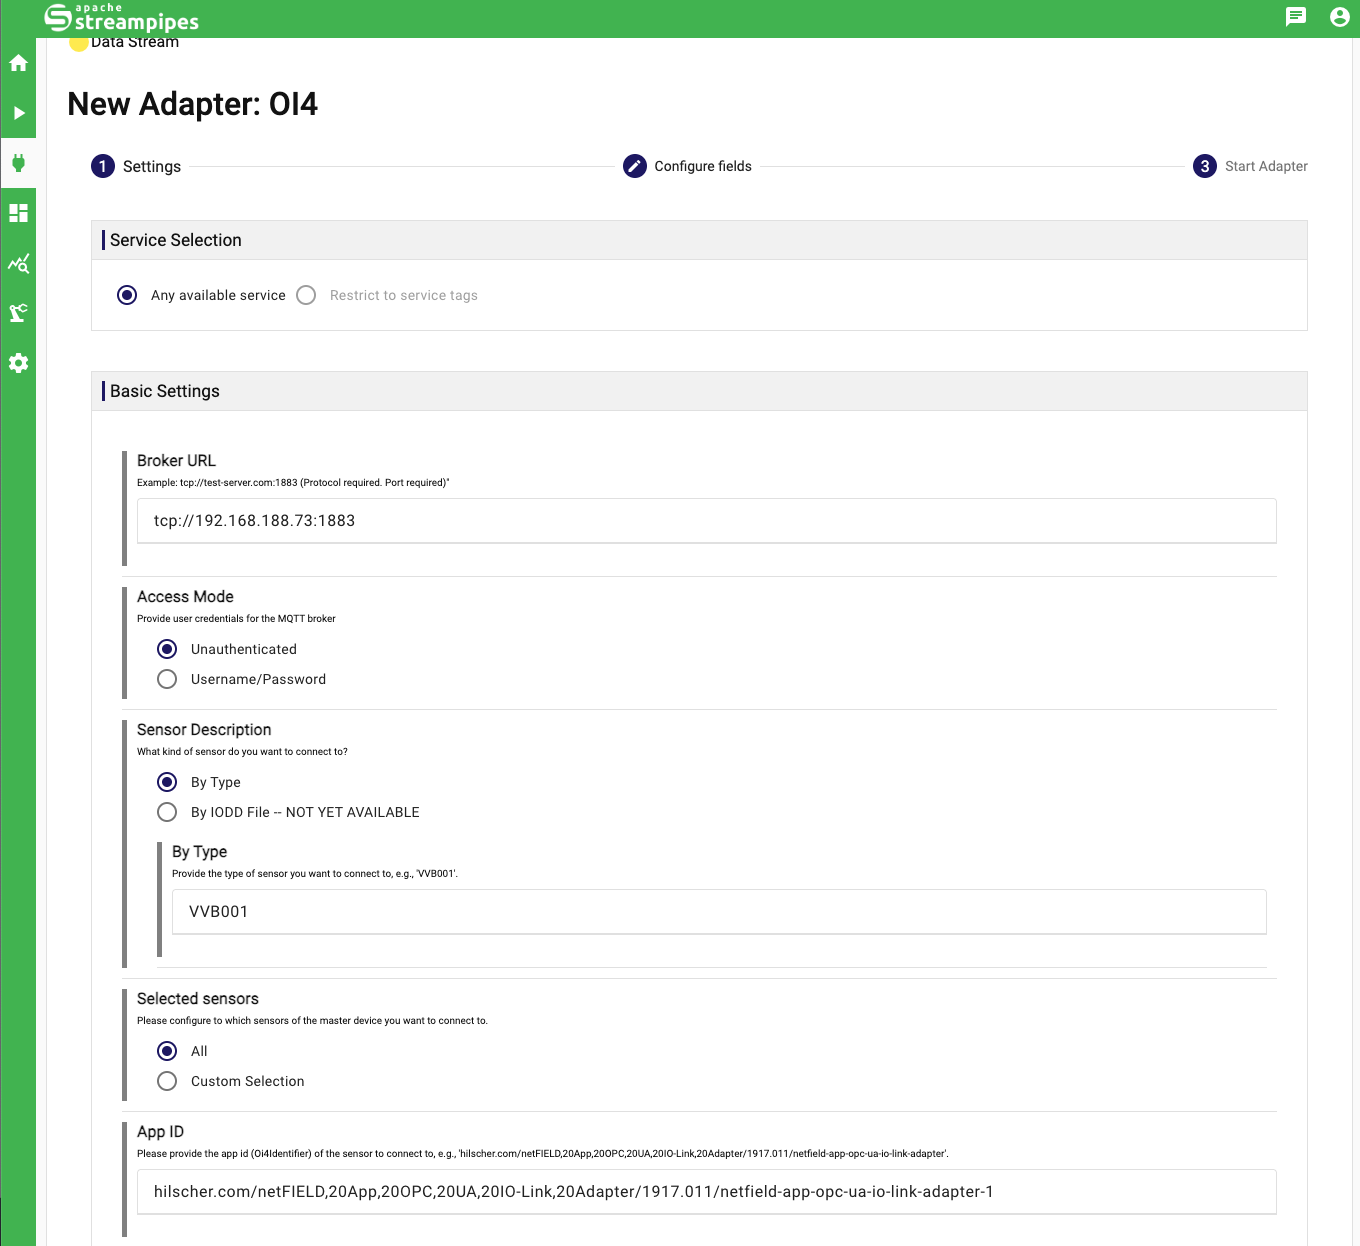 apache
streampipes
Data Stream
New Adapter: OI4
1 Settings
Configure fields
3 Start Adapter
Service Selection
Any available service
Restrict to service tags
Basic Settings
Broker URL
Example: tcp://test-server.com:1883 (Protocol required. Port required)"
tcp://192.168.188.73:1883
Access Mode
Provide user credentials for the MQTT broker
Unauthenticated
Username/Password
Sensor Description
What kind of sensor do you want to connect to?
By Type
By IODD File -- NOT YET AVAILABLE
By Type
Provide the type of sensor you want to connect to, e.g., 'VVB001'.
VVB001
Selected sensors
Please configure to which sensors of the master device you want to connect to.
All
Custom Selection
App ID
Please provide the app id (Oi4Identifier) of the sensor to connect to, e.g., 'hilscher.com/netFIELD,20App,20OPC,20UA,20IO-Link,20Adapter/1917.011/netfield-app-opc-ua-io-link-adapter'.
hilscher.com/netFIELD,20App,20OPC,20UA,20IO-Link,20Adapter/1917.011/netfield-app-opc-ua-io-link-adapter-1